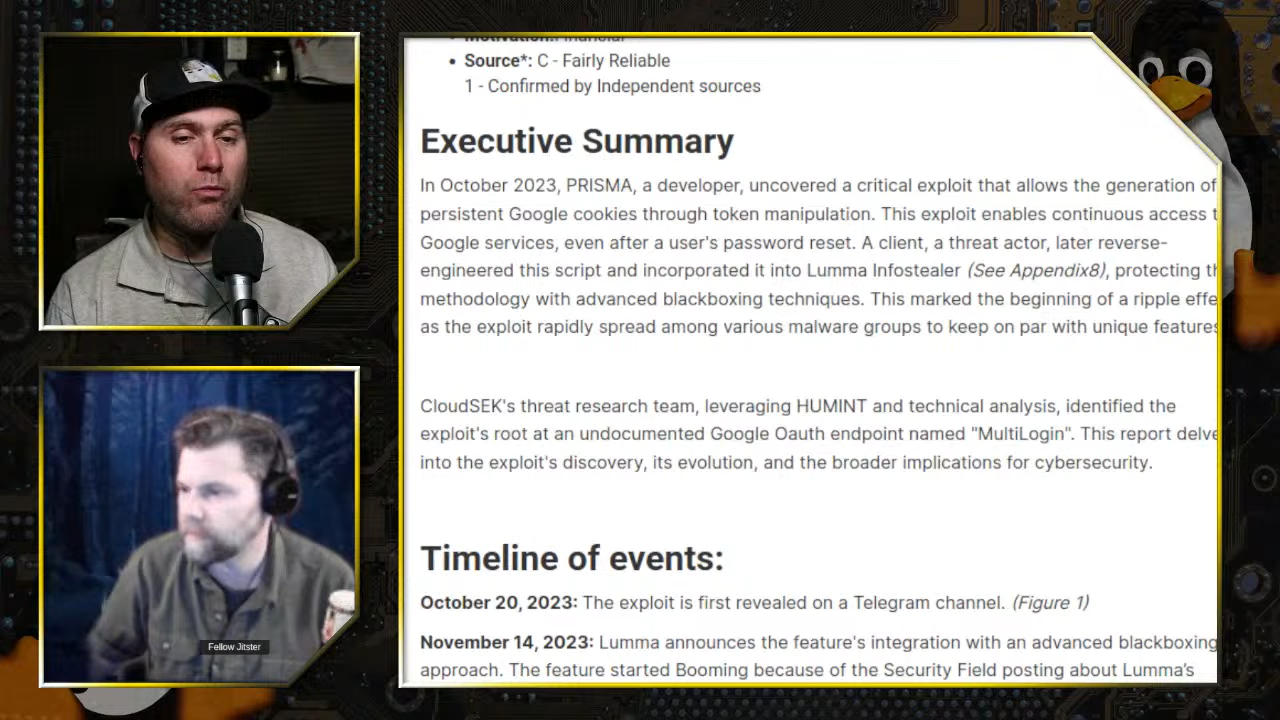 Motivation: Financial
• Source*: C - Fairly Reliable
1 - Confirmed by Independent sources
Executive Summary
In October 2023, PRISMA, a developer, uncovered a critical exploit that allows the generation of
persistent Google cookies through token manipulation. This exploit enables continuous access t
Google services, even after a user's password reset. A client, a threat actor, later reverse-
engineered this script and incorporated it into Lumma Infostealer (See Appendix8), protecting th
methodology with advanced blackboxing techniques. This marked the beginning of a ripple effe
as the exploit rapidly spread among various malware groups to keep on par with unique features
CloudSEK's threat research team, leveraging HUMINT and technical analysis, identified the
exploit's root at an undocumented Google Oauth endpoint named "MultiLogin". This report delve
into the exploit's discovery, its evolution, and the broader implications for cybersecurity.
Timeline of events:
October 20, 2023: The exploit is first revealed on a Telegram channel. (Figure 1)
November 14, 2023: Lumma announces the feature's integration with an advanced blackboxing
approach. The feature started Booming because of the Security Field posting about Lumma's
Fellow Jitster